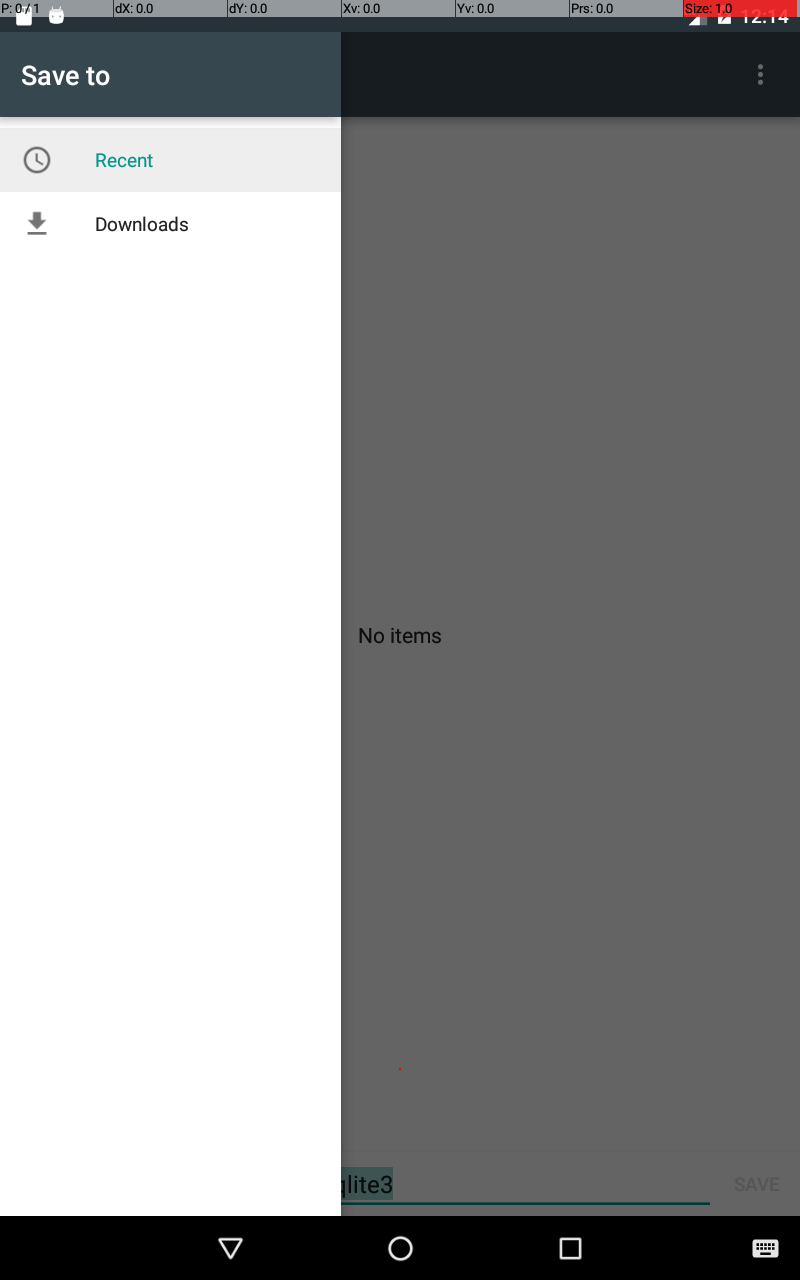 P: 0 / 1 dX: 0.0 dY: 0.0 Xv: 0.0 Yv: 0.0 Prs: 0.0 Size: 1.0
12:14
Save to
Recent
Downloads
No items
qlite3
SAVE